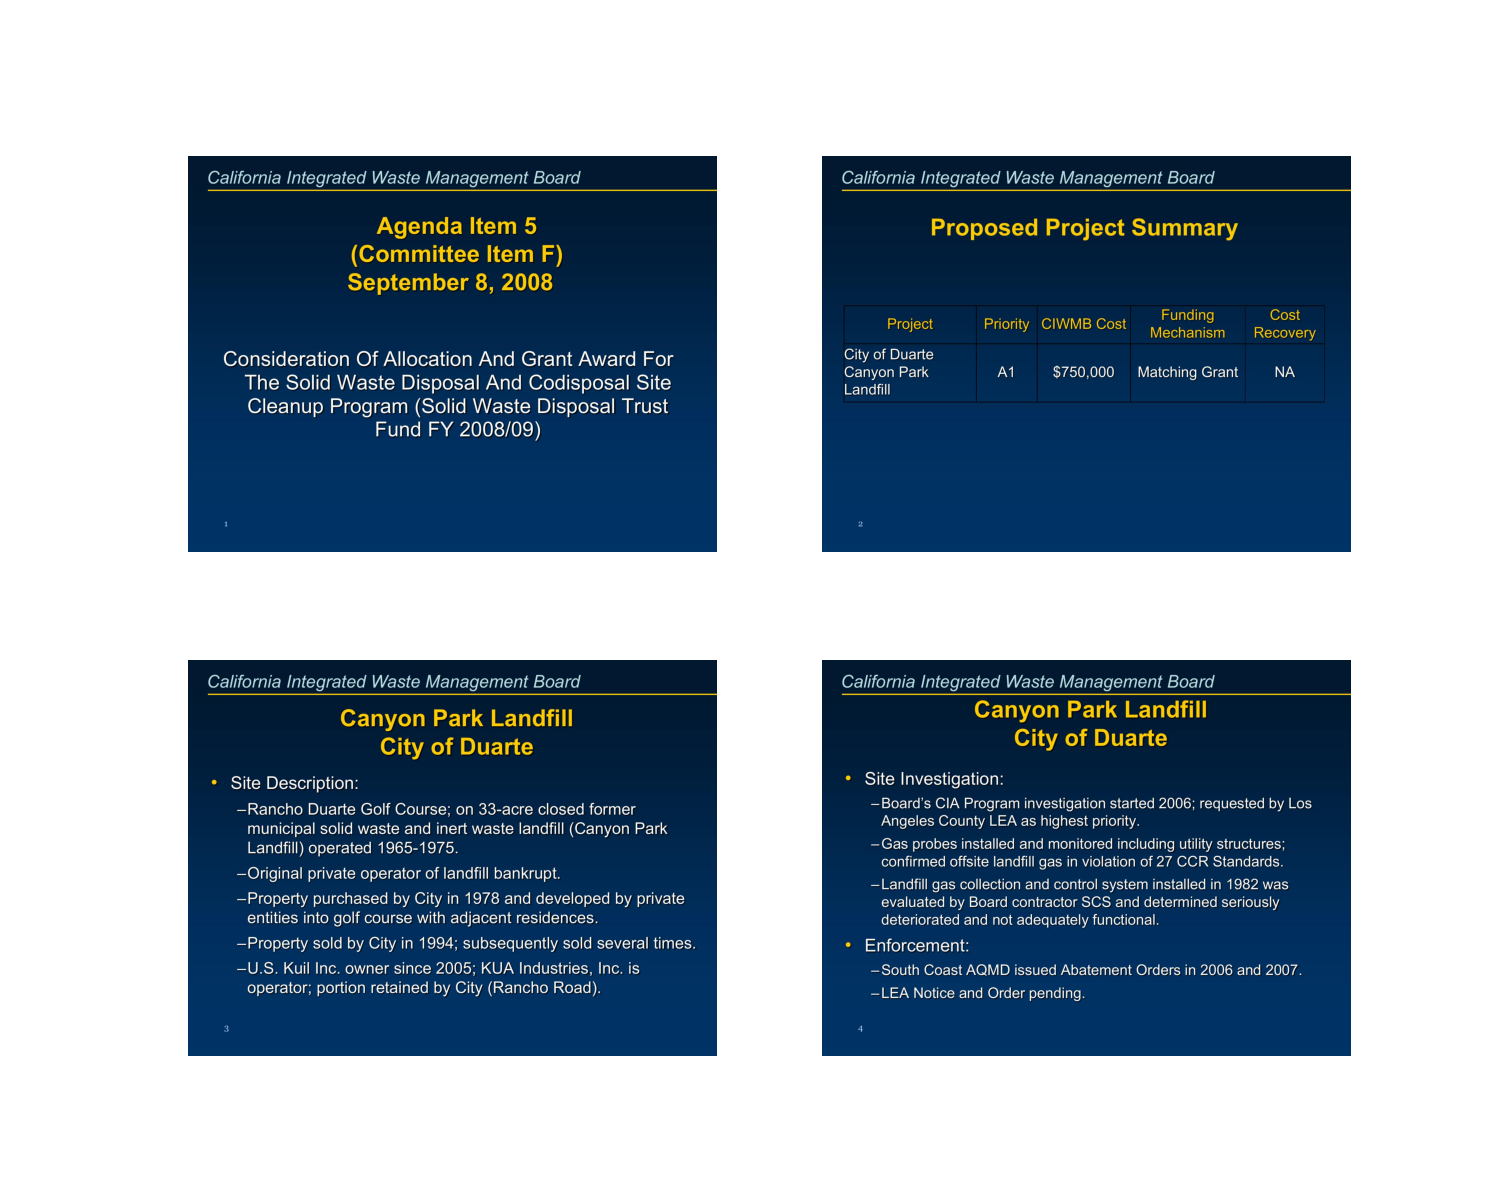 California Integrated Waste Management Board
Agenda Item 5
(Committee Item F)
September 8, 2008
Consideration Of Allocation And Grant Award For
The Solid Waste Disposal And Codisposal Site
Cleanup Program (Solid Waste Disposal Trust
Fund FY 2008/09)
1
California Integrated Waste Management Board
Proposed Project Summary
Project Priority CIWMB Cost Funding Mechanism Cost Recovery
City of Duarte Canyon Park Landfill A1 $750,000 Matching Grant NA
2
California Integrated Waste Management Board
Canyon Park Landfill
City of Duarte
• Site Description:
–Rancho Duarte Golf Course; on 33-acre closed former
municipal solid waste and inert waste landfill (Canyon Park
Landfill) operated 1965-1975.
–Original private operator of landfill bankrupt.
–Property purchased by City in 1978 and developed by private
entities into golf course with adjacent residences.
–Property sold by City in 1994; subsequently sold several times.
–U.S. Kuil Inc. owner since 2005; KUA Industries, Inc. is
operator; portion retained by City (Rancho Road).
3
California Integrated Waste Management Board
Canyon Park Landfill
City of Duarte
• Site Investigation:
–Board's CIA Program investigation started 2006; requested by Los
Angeles County LEA as highest priority.
–Gas probes installed and monitored including utility structures;
confirmed offsite landfill gas in violation of 27 CCR Standards.
–Landfill gas collection and control system installed in 1982 was
evaluated by Board contractor SCS and determined seriously
deteriorated and not adequately functional.
• Enforcement:
–South Coast AQMD issued Abatement Orders in 2006 and 2007.
–LEA Notice and Order pending.
4